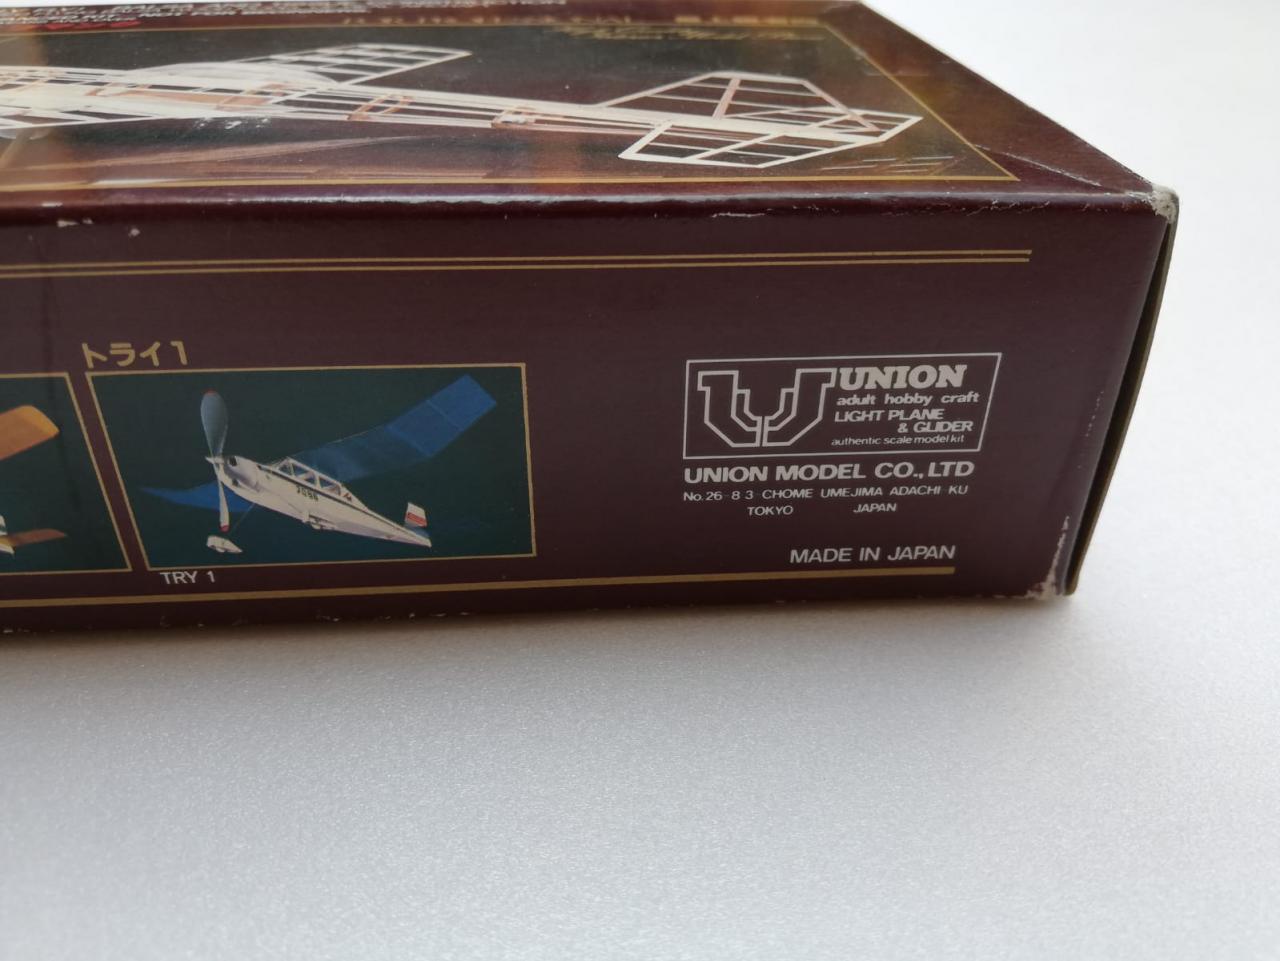 トライ1
TRY 1
UNION
adult hobby craft
LIGHT PLANE
& GLIDER
authentic scale model kit
UNION MODEL CO., LTD
No. 26-8 3-CHOME UMEJIMA ADACHI-KU
TOKYO JAPAN
MADE IN JAPAN